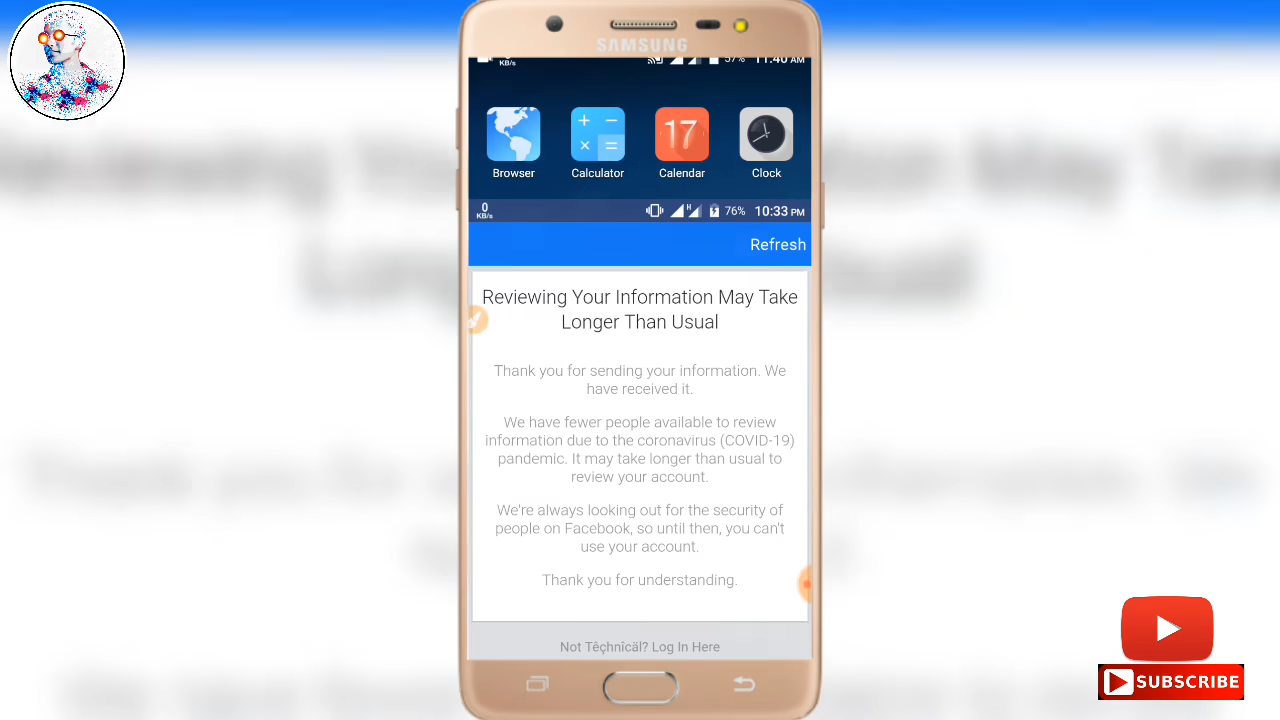 SAMSUNG
KB/s 57% 11:40 AM
17
Browser Calculator Calendar Clock
0 KB/s H 76% 10:33 PM
Refresh
Reviewing Your Information May Take
Longer Than Usual
Thank you for sending your information. We
have received it.
We have fewer people available to review
information due to the coronavirus (COVID-19)
pandemic. It may take longer than usual to
review your account.
We're always looking out for the security of
people on Facebook, so until then, you can't
use your account.
Thank you for understanding.
Not Têçhnîcäl? Log In Here
SUBSCRIBE